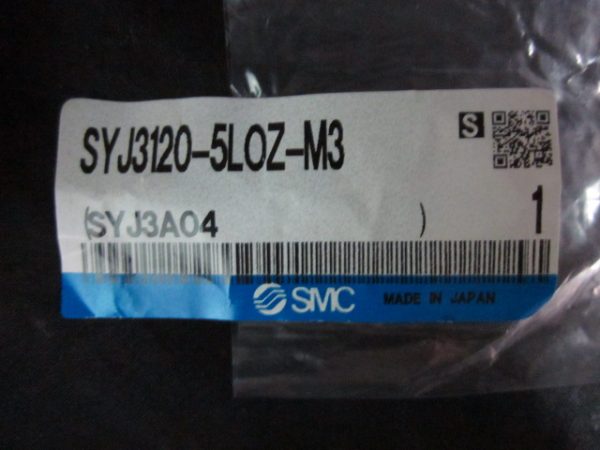 S
SYJ3120-5LOZ-M3
(SYJ3A04 ) 1
SMC MADE IN JAPAN